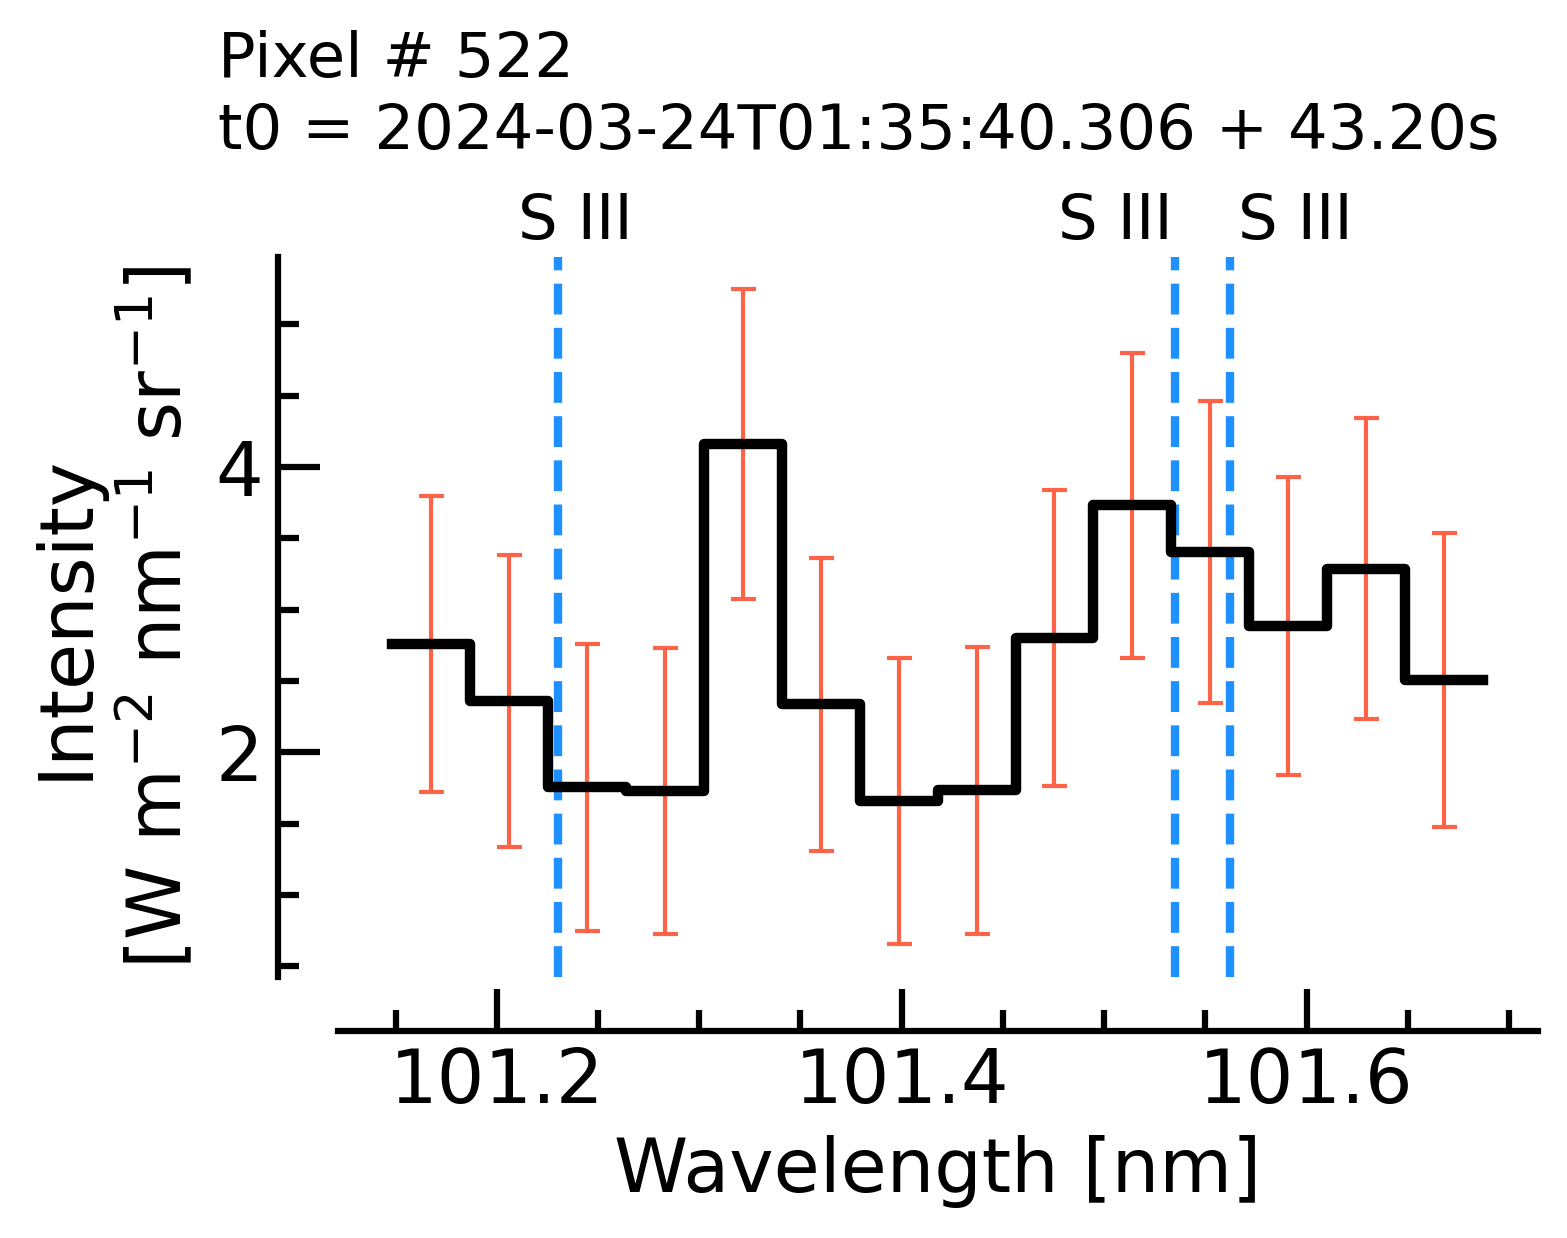 Pixel # 522
t0 = 2024-03-24T01:35:40.306 + 43.20s
S III S III S III
Intensity
[W m⁻² nm⁻¹ sr⁻¹]
4
2
101.2 101.4 101.6
Wavelength [nm]